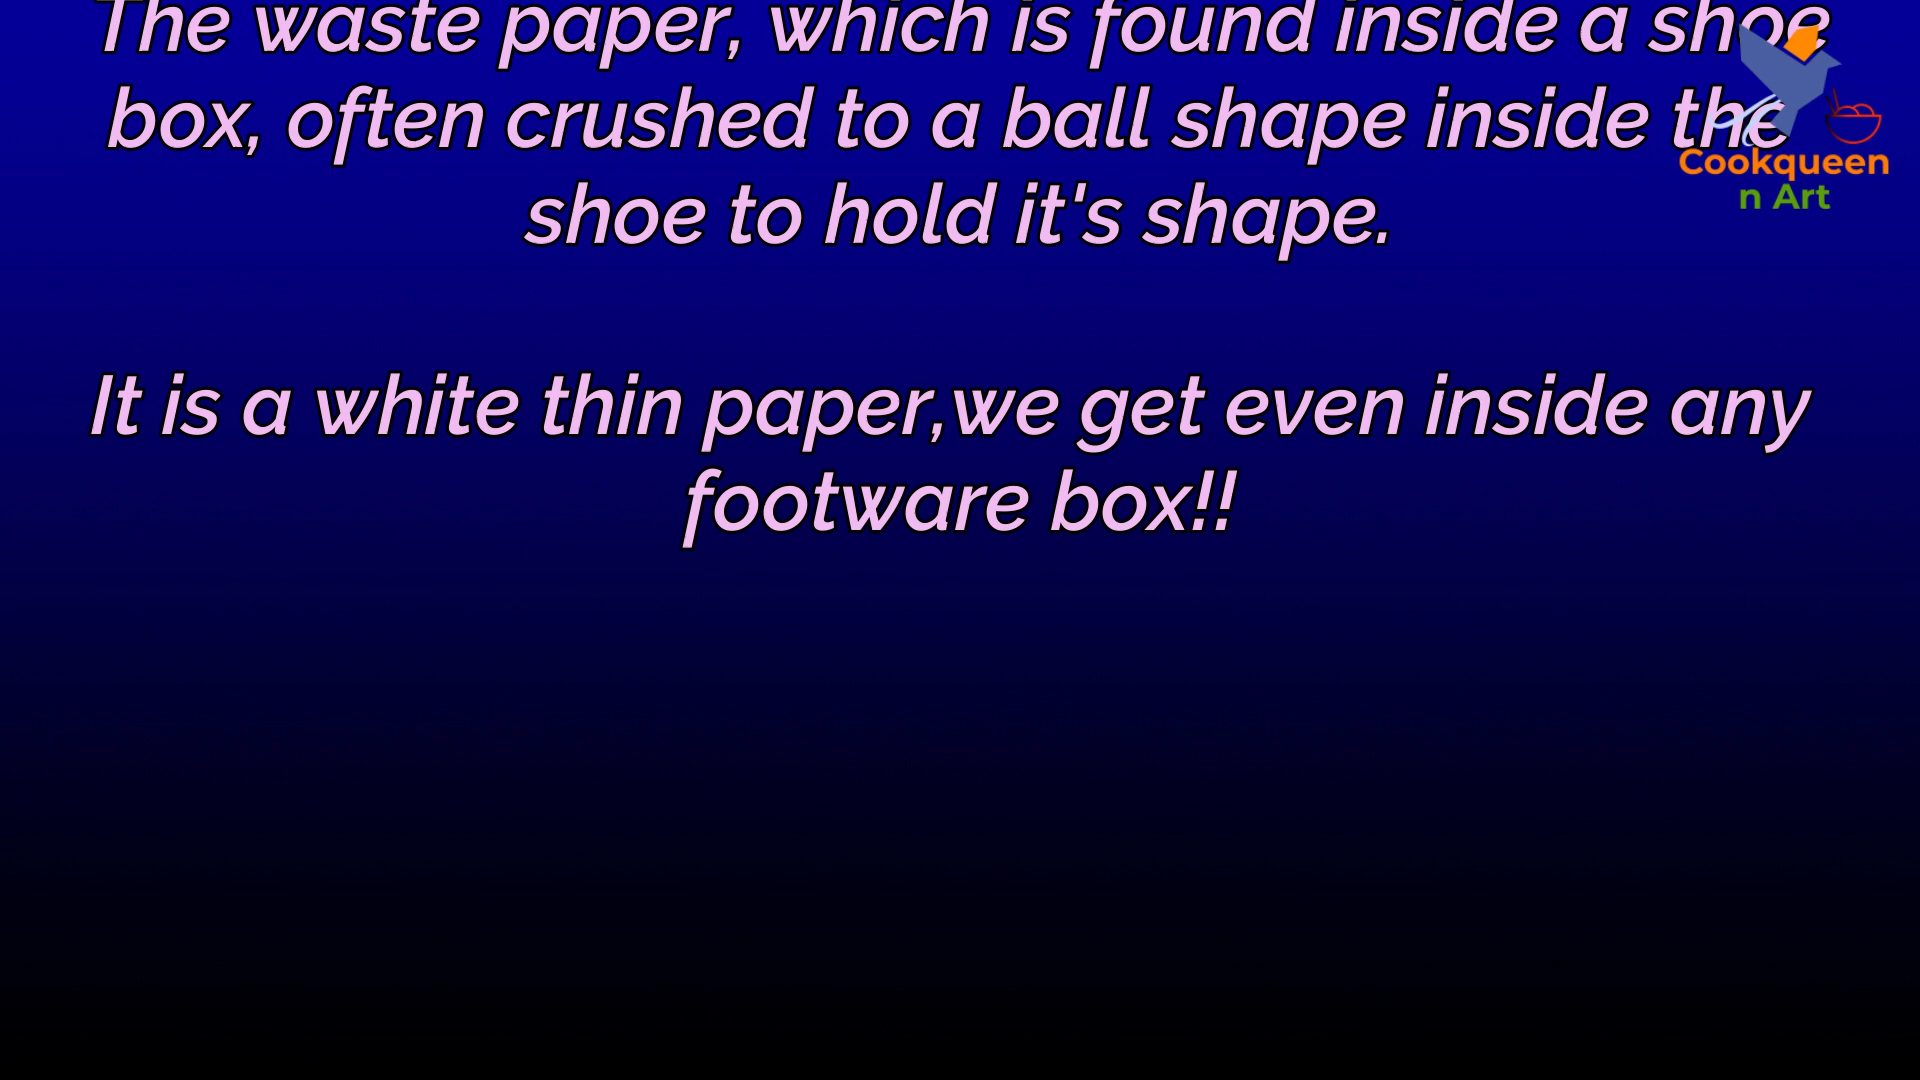 The waste paper, which is found inside a shoe
box, often crushed to a ball shape inside the
shoe to hold it's shape.
It is a white thin paper,we get even inside any
footware box!!
Cookqueen
n Art